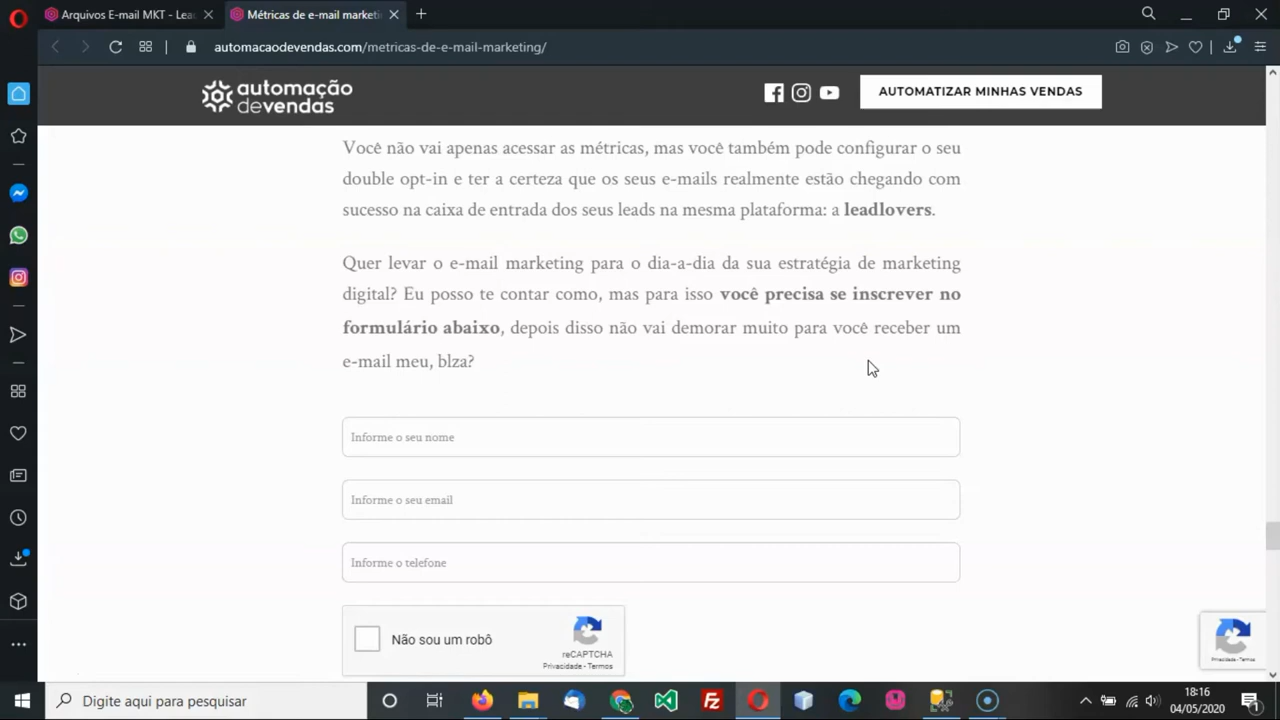 Arquivos E-mail MKT - Lea
Métricas de e-mail marketi
automacaodevendas.com/metricas-de-e-mail-marketing/
automação
devendas
AUTOMATIZAR MINHAS VENDAS
Você não vai apenas acessar as métricas, mas você também pode configurar o seu
double opt-in e ter a certeza que os seus e-mails realmente estão chegando com
sucesso na caixa de entrada dos seus leads na mesma plataforma: a leadlovers.
Quer levar o e-mail marketing para o dia-a-dia da sua estratégia de marketing
digital? Eu posso te contar como, mas para isso você precisa se inscrever no
formulário abaixo, depois disso não vai demorar muito para você receber um
e-mail meu, blza?
Informe o seu nome
Informe o seu email
Informe o telefone
Não sou um robô
reCAPTCHA
Privacidade - Termos
Privacidade - Termos
Digite aqui para pesquisar
18:16
04/05/2020
1